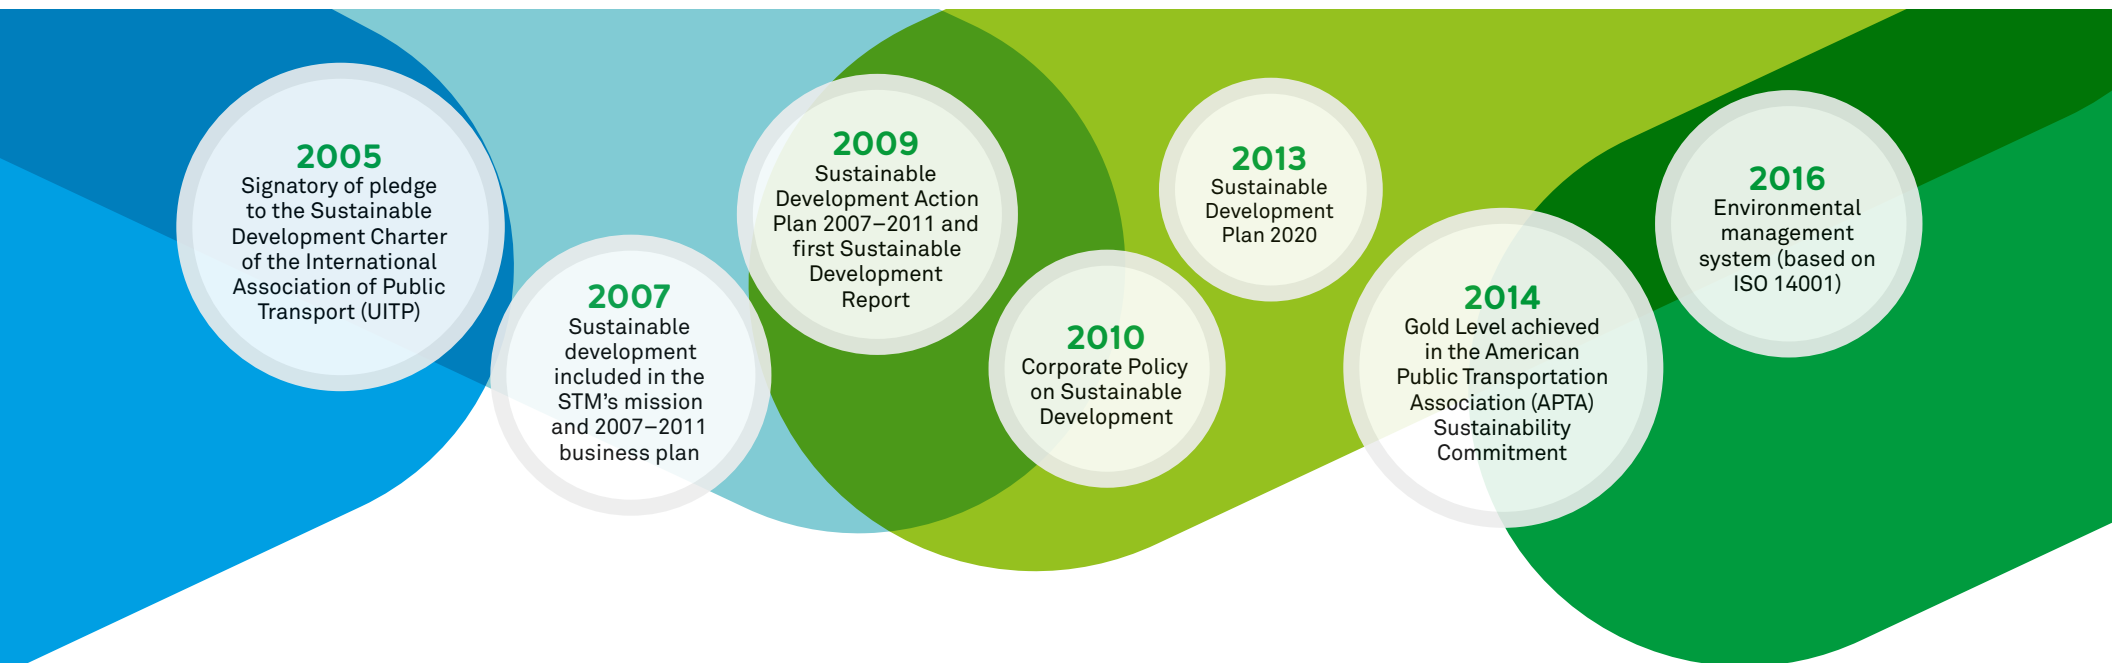 2005
Signatory of pledge
to the Sustainable
Development Charter
of the International
Association of Public
Transport (UITP)
2007
Sustainable
development
included in the
STM’s mission
and 2007–2011
business plan
2009
Sustainable
Development Action
Plan 2007–2011 and
first Sustainable
Development
Report
2010
Corporate Policy
on Sustainable
Development
2013
Sustainable
Development
Plan 2020
2014
Gold Level achieved
in the American
Public Transportation
Association (APTA)
Sustainability
Commitment
2016
Environmental
management
system (based on
ISO 14001)